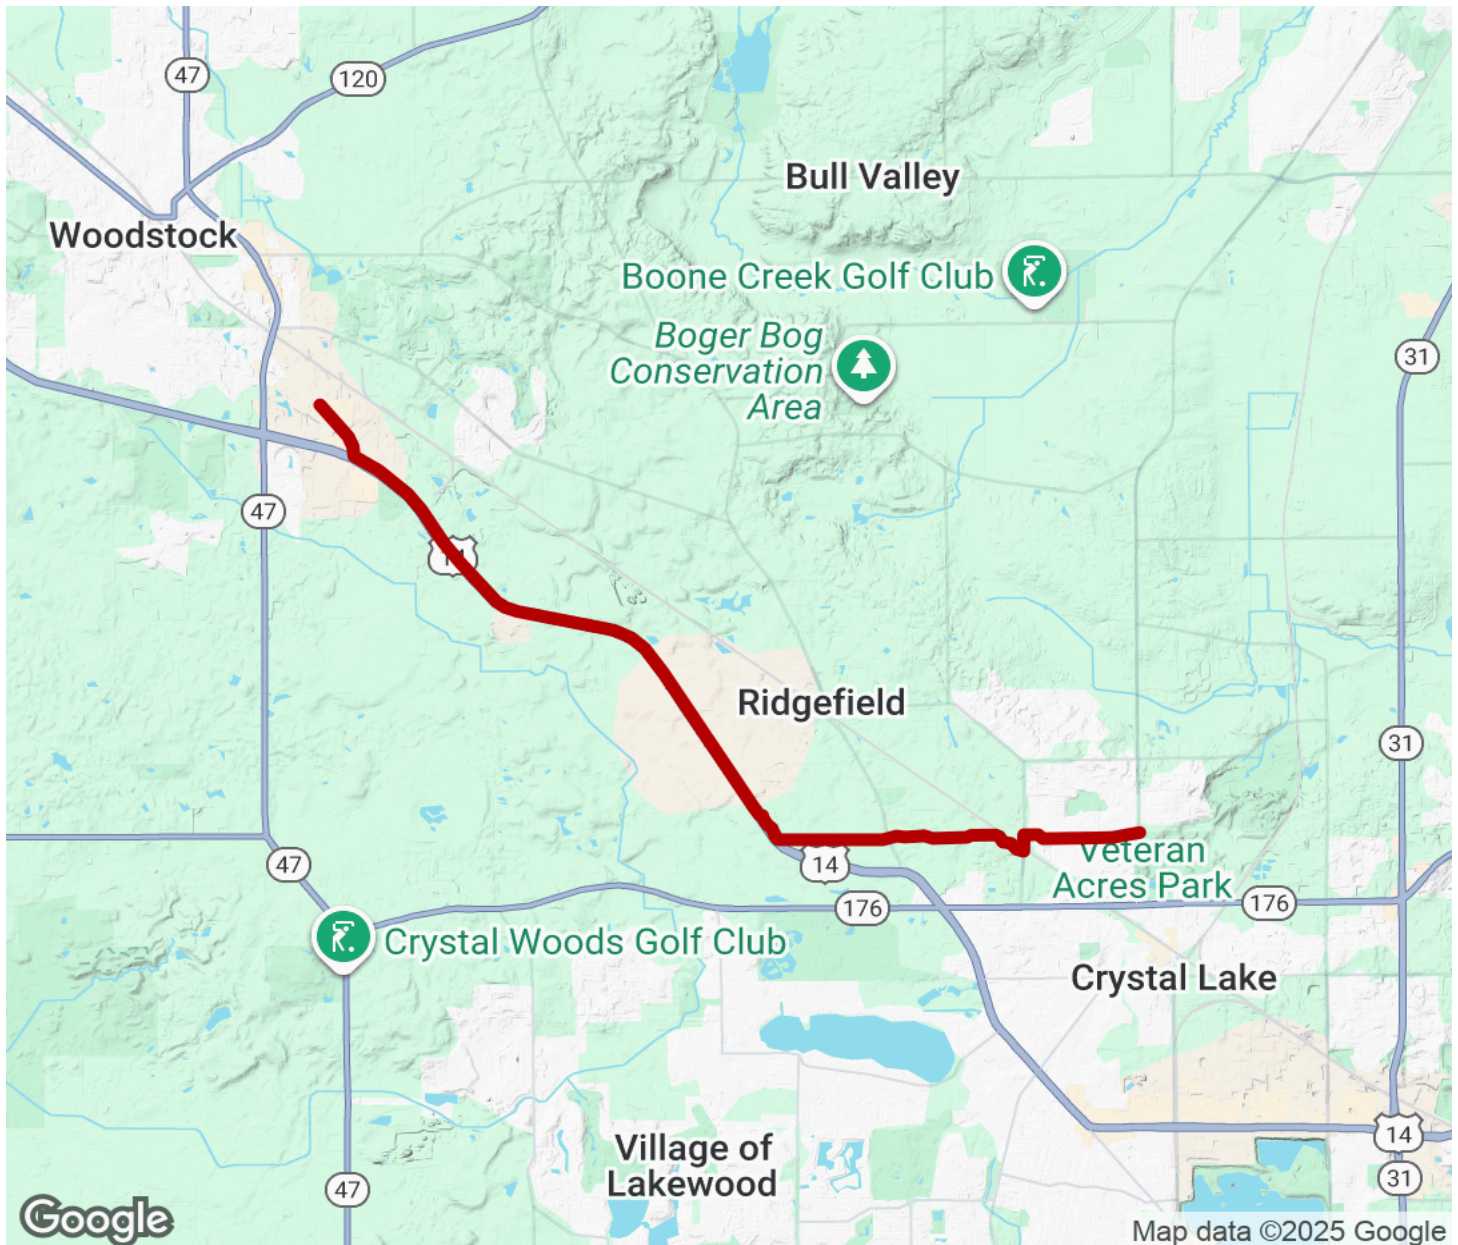 47
120
Bull Valley
Woodstock
Boone Creek Golf Club
Boger Bog
Conservation
Area
31
47
14
Ridgefield
31
Veteran
Acres Park
14
47
176
176
Crystal Woods Golf Club
Crystal Lake
Village of
Lakewood
14
31
47
Google
Map data ©2025 Google